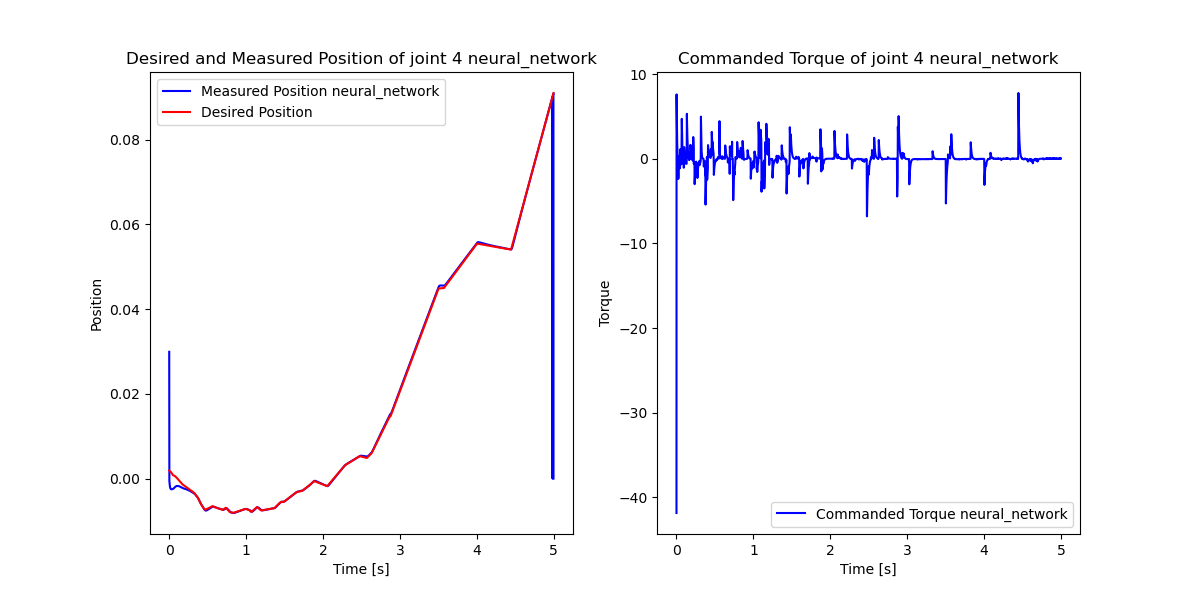 Desired and Measured Position of joint 4 neural_network
Measured Position neural_network
Desired Position
Position
0.08
0.06
0.04
0.02
0.00
0 1 2 3 4 5
Time [s]
Commanded Torque of joint 4 neural_network
Torque
10
0
−10
−20
−30
−40
Commanded Torque neural_network
0 1 2 3 4 5
Time [s]